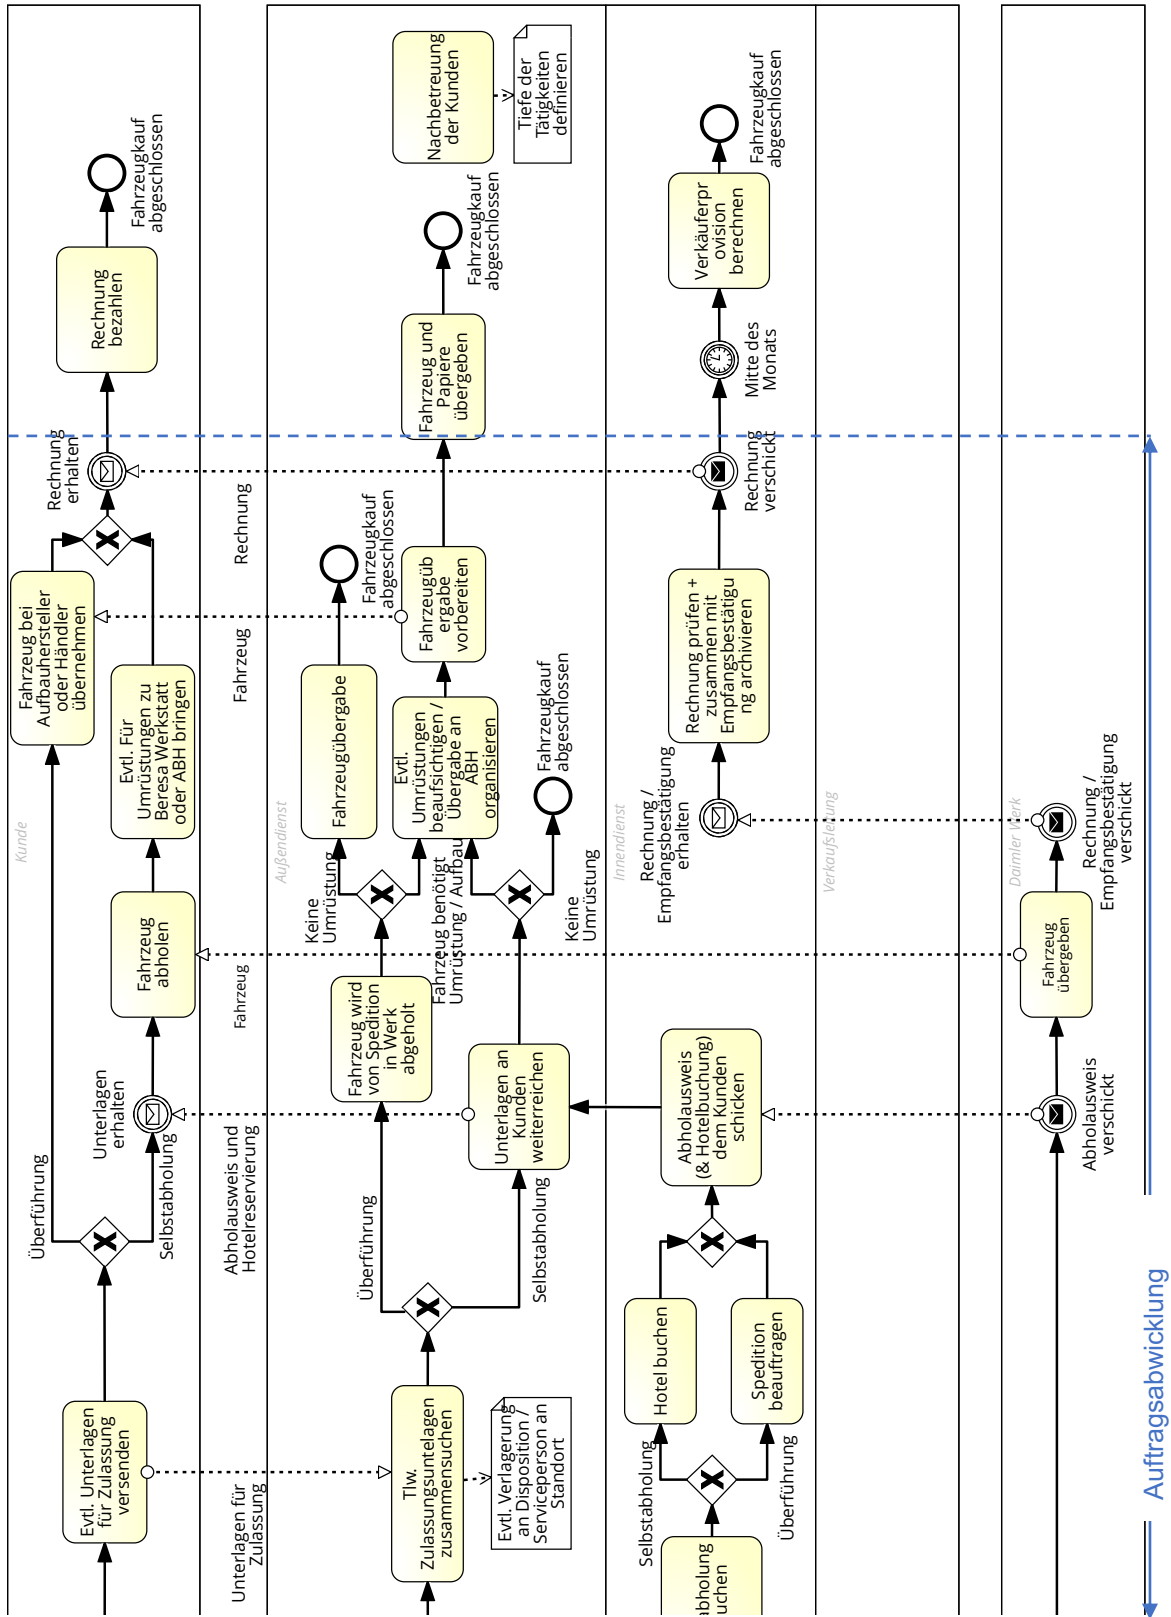 Kunde
Evtl. Unterlagen
für Zulassung
versenden
Überführung
Selbstabholung
Unterlagen
erhalten
Fahrzeug
abholen
Evtl. Für
Umrüstungen zu
Beresa Werkstatt
oder ABH bringen
Fahrzeug bei
Aufbauhersteller
oder Händler
übernehmen
Rechnung
erhalten
Rechnung
bezahlen
Fahrzeugkauf
abgeschlossen
Unterlagen für
Zulassung
Abholausweis und
Hotelreservierung
Fahrzeug
Fahrzeug
Rechnung
Außendienst
Tlw.
Zulassungsuntelagen
zusammensuchen
Evtl. Verlagerung
an Disposition /
Serviceperson an
Standort
Überführung
Selbstabholung
Fahrzeug wird
von Spedition
in Werk
abgeholt
Unterlagen an
Kunden
weiterreichen
Keine
Umrüstung
Fahrzeug benötigt
Umrüstung / Aufbau
Keine
Umrüstung
Fahrzeugübergabe
Evtl.
Umrüstungen
beaufsichtigen /
Übergabe an
ABH
organisieren
Fahrzeugkauf
abgeschlossen
Fahrzeugkauf
abgeschlossen
Fahrzeugüb
ergabe
vorbereiten
Fahrzeug und
Papiere
übergeben
Fahrzeugkauf
abgeschlossen
Nachbetreuung
der Kunden
Tiefe der
Tätigkeiten
definieren
Innendienst
abholung
uchen
Selbstabholung
Überführung
Hotel buchen
Spedition
beauftragen
Abholausweis
(& Hotelbuchung)
dem Kunden
schicken
Rechnung /
Empfangsbestätigung
erhalten
Rechnung prüfen +
zusammen mit
Empfangsbestätigu
ng archivieren
Rechnung
verschickt
Mitte des
Monats
Verkäuferpr
ovision
berechnen
Fahrzeugkauf
abgeschlossen
Verkaufsleitung
Daimler Werk
Abholausweis
verschickt
Fahrzeug
übergeben
Rechnung /
Empfangsbestätigung
verschickt
Auftragsabwicklung